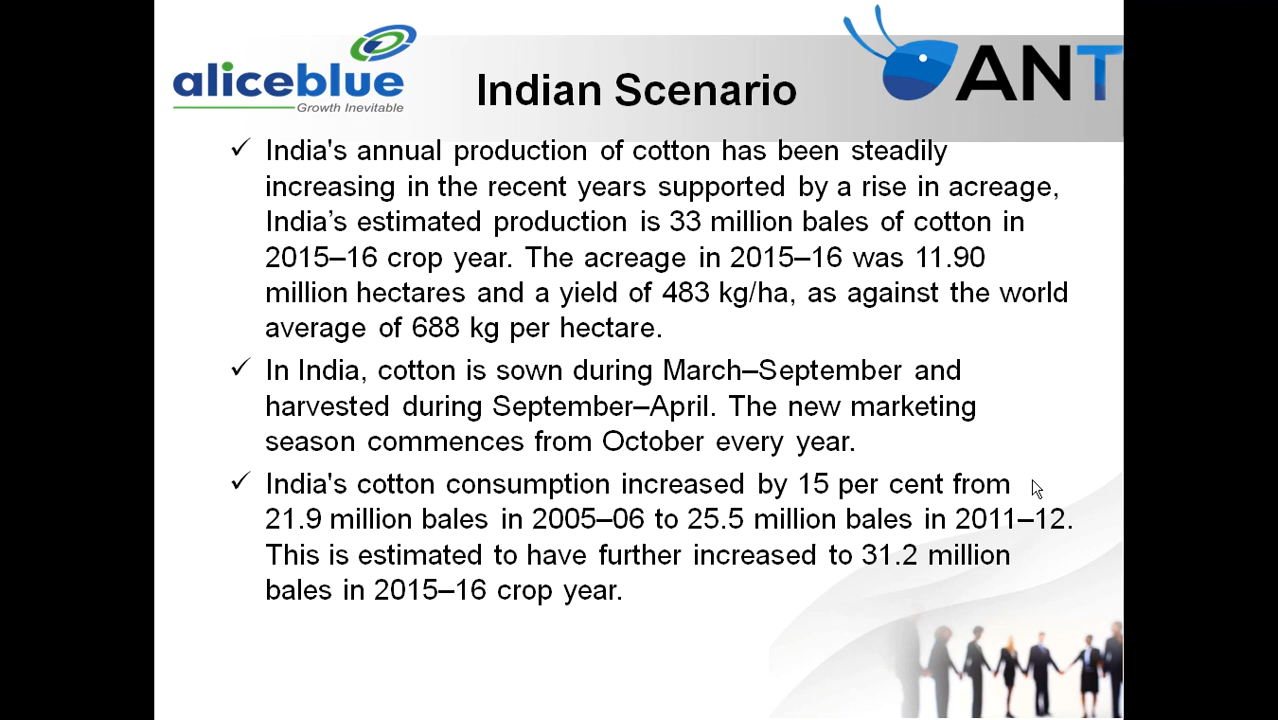 aliceblue
Growth Inevitable
Indian Scenario
ANT
✓ India's annual production of cotton has been steadily
increasing in the recent years supported by a rise in acreage,
India’s estimated production is 33 million bales of cotton in
2015–16 crop year. The acreage in 2015–16 was 11.90
million hectares and a yield of 483 kg/ha, as against the world
average of 688 kg per hectare.
✓ In India, cotton is sown during March–September and
harvested during September–April. The new marketing
season commences from October every year.
✓ India's cotton consumption increased by 15 per cent from
21.9 million bales in 2005–06 to 25.5 million bales in 2011–12.
This is estimated to have further increased to 31.2 million
bales in 2015–16 crop year.